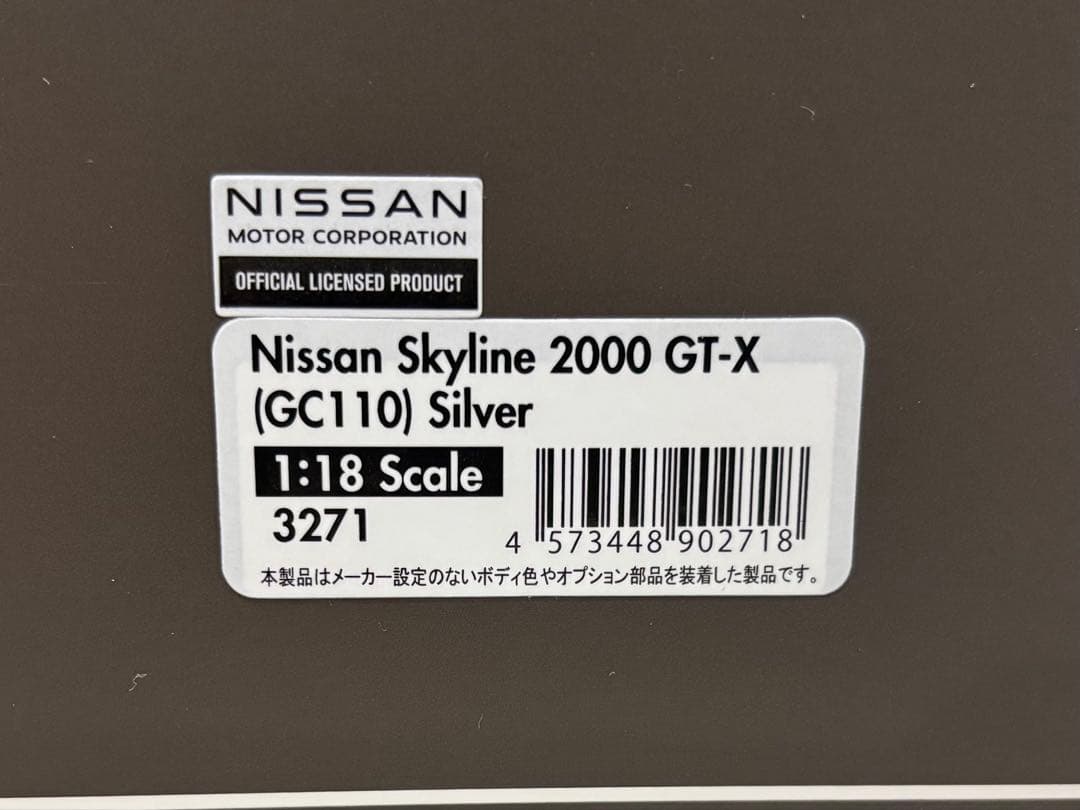 NISSAN
MOTOR CORPORATION
OFFICIAL LICENSED PRODUCT
Nissan Skyline 2000 GT-X
(GC110) Silver
1:18 Scale
3271
4 573448 902718
本製品はメーカー設定のないボディ色やオプション部品を装着した製品です。